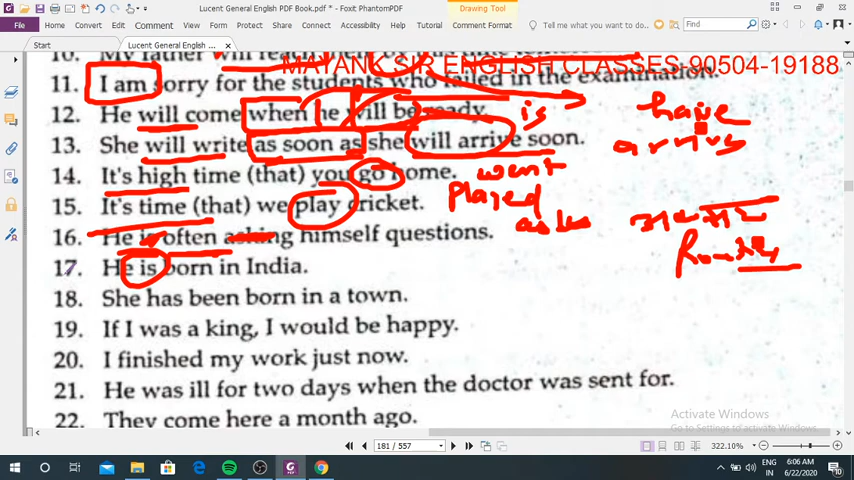 Lucent General English PDF Book.pdf * - Foxit PhantomPDF
Drawing Tool
File Home Convert Edit Comment View Form Protect Share Connect Accessibility Help Tutorial Comment Format Tell me what you want to do.. Find
Start Lucent General English PDF Book....
10. My father will reach
MAYANK SIR ENGLISH CLASSES-90504-19188
11. I am sorry for the students who failed in the examination.
12. He will come when he will be ready. is have
13. She will write as soon as she will arrive soon. arrives
14. It's high time (that) you go home. went
15. It's time (that) we play cricket. Played
16. He is often asking himself questions. asks
17. He is born in India.
18. She has been born in a town.
19. If I was a king, I would be happy.
20. I finished my work just now.
21. He was ill for two days when the doctor was sent for.
22. They come here a month ago.
Activate Windows
Go to Settings to activate Windows.
181 / 557 322.10%
ENG 6:06 AM
IN 6/22/2020 10